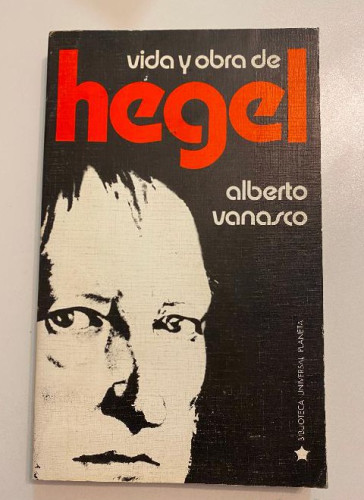 vida y obra de
hegel
alberto
vanasco
BIBLIOTECA UNIVERSAL PLANETA